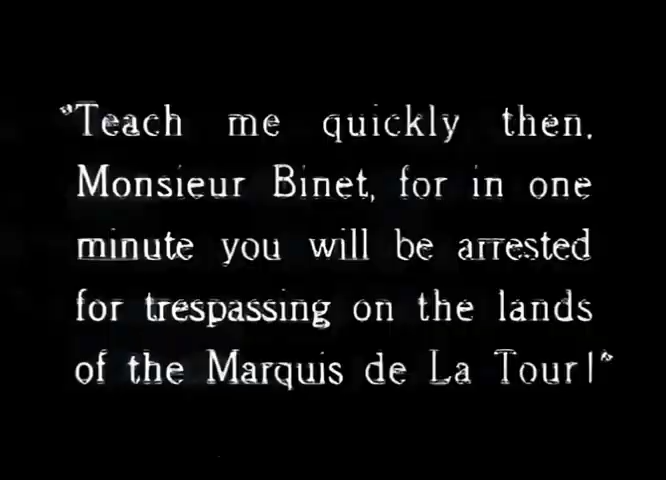 "Teach me quickly then,
Monsieur Binet, for in one
minute you will be arrested
for trespassing on the lands
of the Marquis de La Tour!"